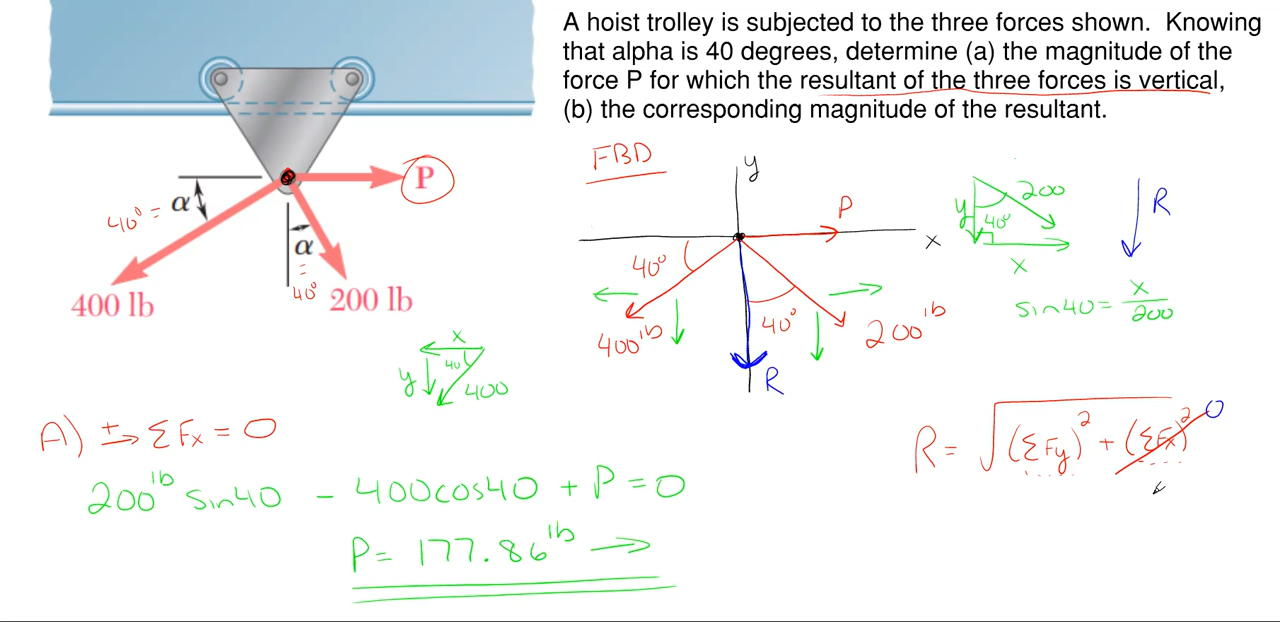 A hoist trolley is subjected to the three forces shown. Knowing
that alpha is 40 degrees, determine (a) the magnitude of the
force P for which the resultant of the three forces is vertical,
(b) the corresponding magnitude of the resultant.
P
α
40° =
α
=
40°
400 lb
200 lb
FBD
y
P
x
40°
400 lb
40°
200 lb
R
200
y
40°
x
R
sin40 = x/200
x
40
y
400
A) +→ ΣFx = 0
200 lb sin40 - 400cos40 + P = 0
P = 177.86 lb →
R = √(ΣFy)² + (ΣFx)² 0